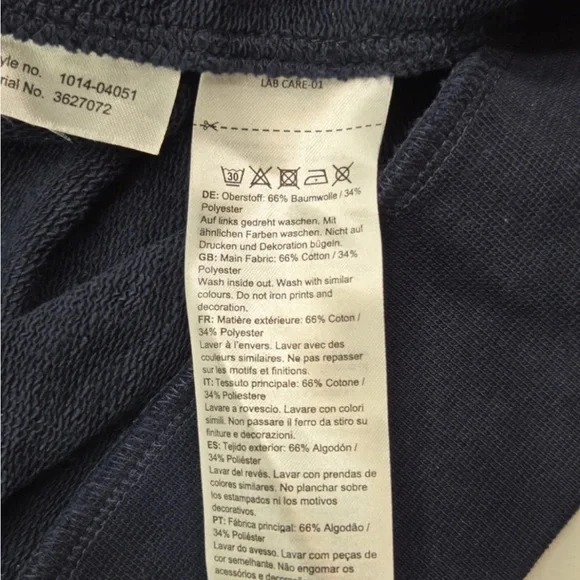 yle no. 1014-04051
rial No. 3627072
LAB CARE-01
30
DE: Oberstoff: 66% Baumwolle / 34%
Polyester
Auf links gedreht waschen. Mit
ähnlichen Farben waschen. Nicht auf
Drucken und Dekoration bügeln.
GB: Main Fabric: 66% Cotton / 34%
Polyester
Wash inside out. Wash with similar
colours. Do not iron prints and
decoration.
FR: Matière extérieure: 66% Coton /
34% Polyester
Laver à l'envers. Laver avec des
couleurs similaires. Ne pas repasser
sur les motifs et finitions.
IT: Tessuto principale: 66% Cotone /
34% Poliestere
Lavare a rovescio. Lavare con colori
simili. Non passare il ferro da stiro su
finiture e decorazioni.
ES: Tejido exterior: 66% Algodón /
34% Poliéster
Lavar del revés. Lavar con prendas de
colores similares. No planchar sobre
los estampados ni los motivos
decorativos.
PT: Fábrica principal: 66% Algodão /
34% Poliéster
Lavar do avesso. Lavar com peças de
cor semelhante. Não engomar os
acessórios e